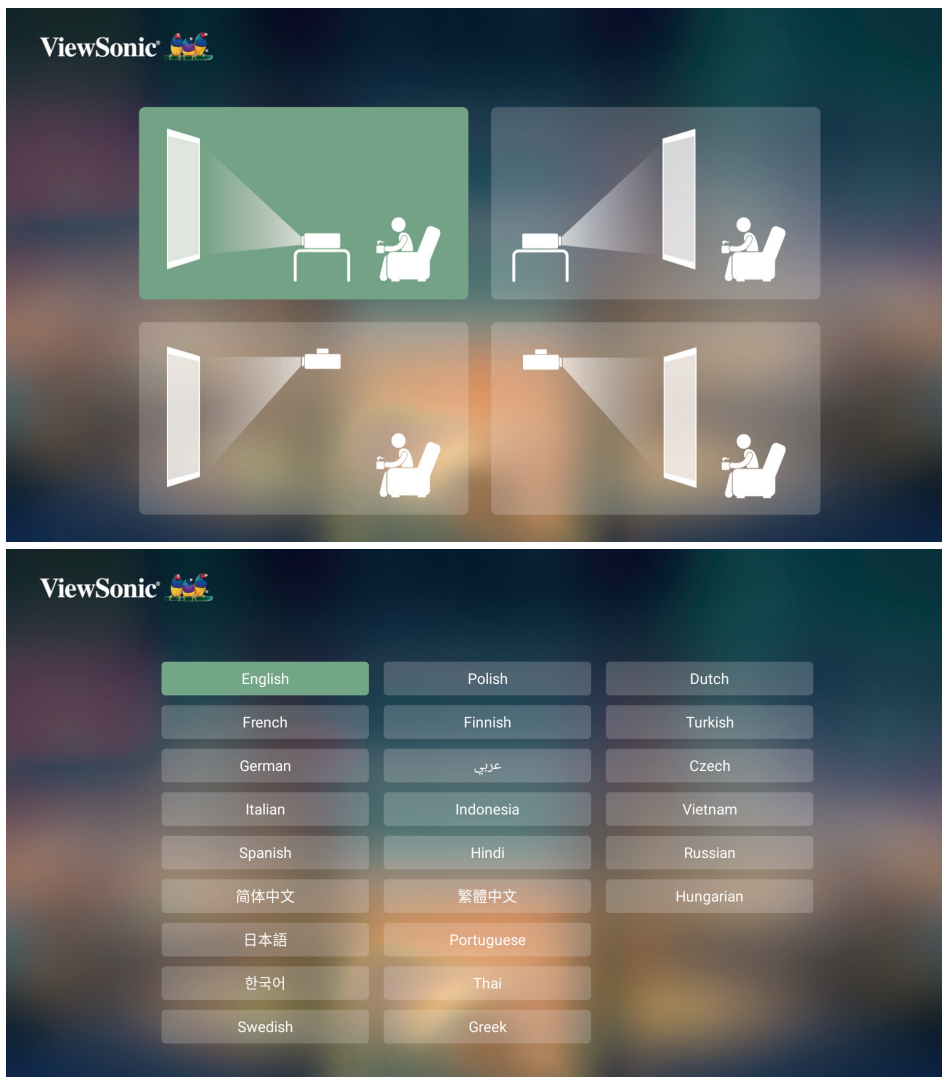 ViewSonic®
ViewSonic®
English
Polish
Dutch
French
Finnish
Turkish
German
عربي
Czech
Italian
Indonesia
Vietnam
Spanish
Hindi
Russian
简体中文
繁體中文
Hungarian
日本語
Portuguese
한국어
Thai
Swedish
Greek